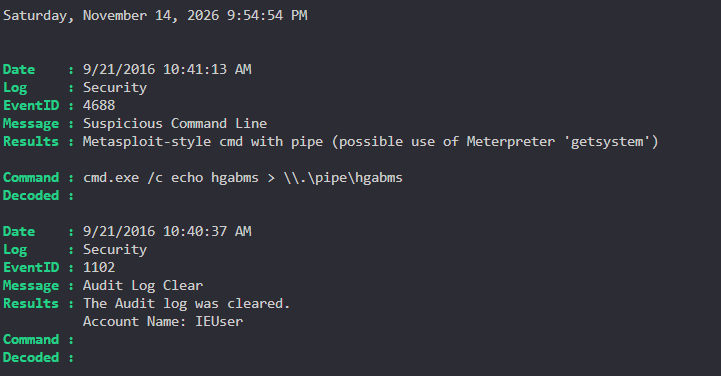 Saturday, November 14, 2026 9:54:54 PM
Date    : 9/21/2016 10:41:13 AM
Log     : Security
EventID : 4688
Message : Suspicious Command Line
Results : Metasploit-style cmd with pipe (possible use of Meterpreter 'getsystem')
Command : cmd.exe /c echo hgabms > \\.\pipe\hgabms
Decoded :
Date    : 9/21/2016 10:40:37 AM
Log     : Security
EventID : 1102
Message : Audit Log Clear
Results : The Audit log was cleared.
          Account Name: IEUser
Command :
Decoded :